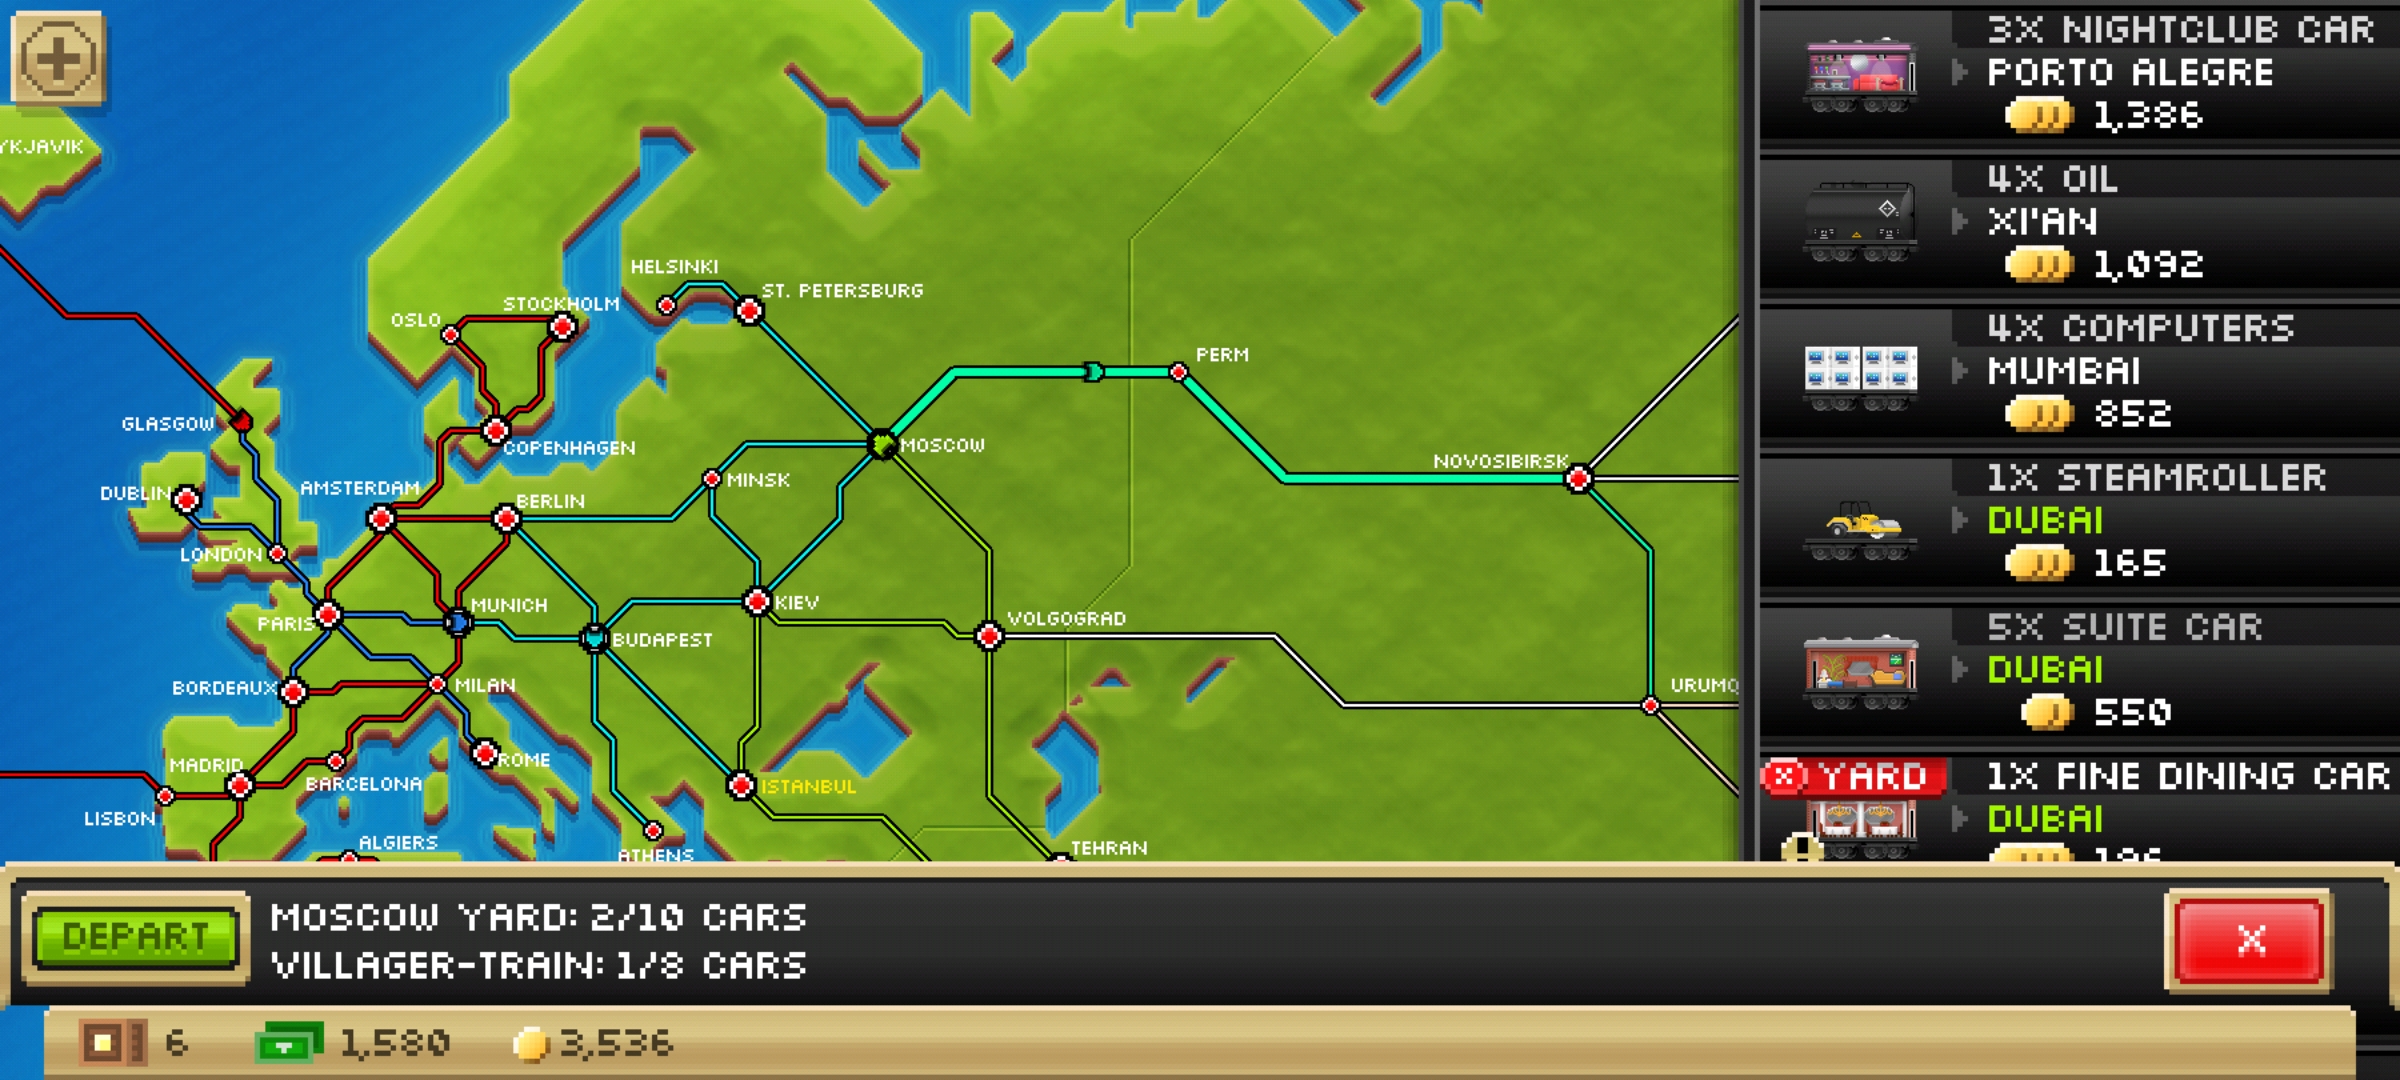 YKJAVIK
HELSINKI
ST. PETERSBURG
STOCKHOLM
OSLO
PERM
GLASGOW
COPENHAGEN
MOSCOW
NOVOSIBIRSK
MINSK
DUBLIN
AMSTERDAM
BERLIN
LONDON
MUNICH
KIEV
PARIS
BUDAPEST
VOLGOGRAD
BORDEAUX
MILAN
URUMQ
MADRID
ROME
BARCELONA
ISTANBUL
LISBON
ALGIERS
ATHENS
TEHRAN
3X NIGHTCLUB CAR
PORTO ALEGRE
1,386
4X OIL
XI'AN
1,092
4X COMPUTERS
MUMBAI
852
1X STEAMROLLER
DUBAI
165
5X SUITE CAR
DUBAI
550
X YARD
1X FINE DINING CAR
DUBAI
DEPART
MOSCOW YARD: 2/10 CARS
VILLAGER-TRAIN: 1/8 CARS
X
6
1,580
3,536